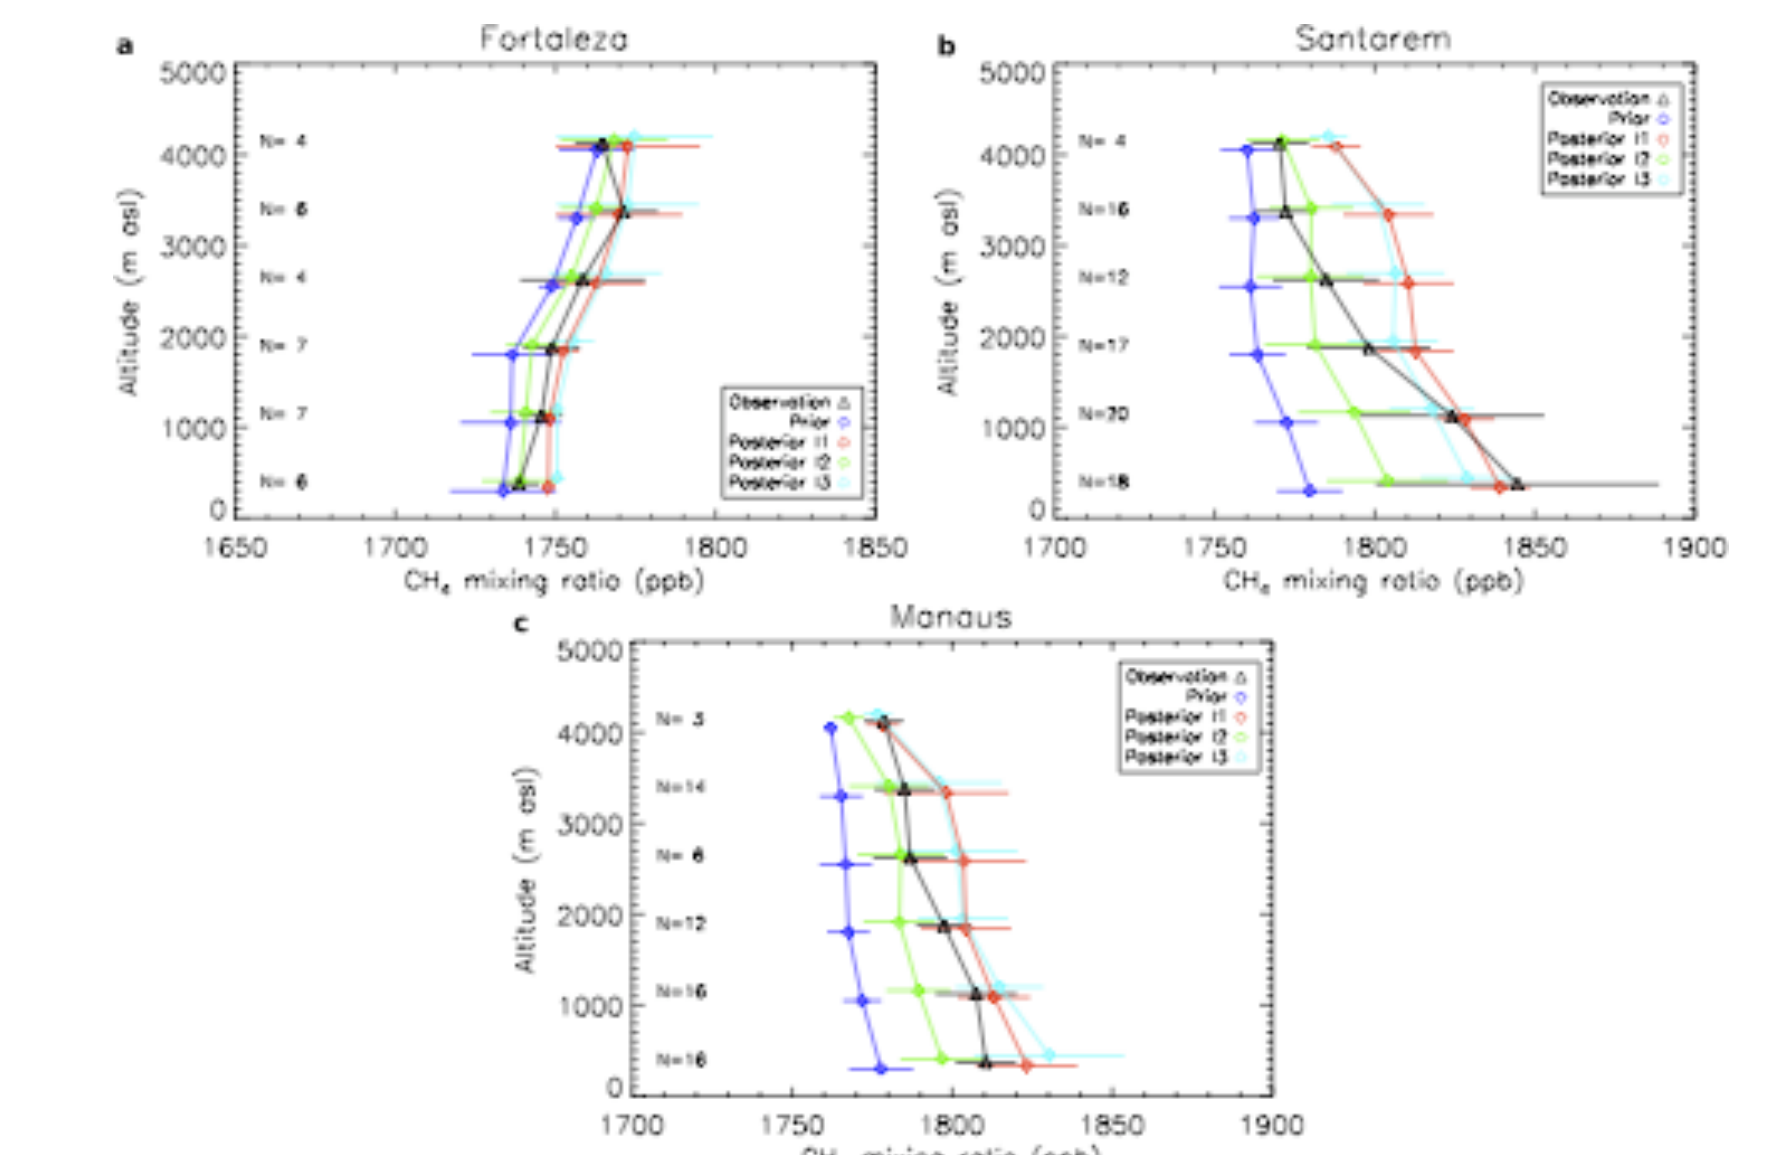 a
Fortaleza
5000
4000
3000
2000
1000
0
Altitude (m asl)
N= 4
N= 6
N= 4
N= 7
N= 7
N= 6
Observation
Prior
Posterior I1
Posterior I2
Posterior I3
1650 1700 1750 1800 1850
CH₄ mixing ratio (ppb)
b
Santarem
5000
4000
3000
2000
1000
0
Altitude (m asl)
N= 4
N=16
N=12
N=17
N=20
N=18
Observation
Prior
Posterior I1
Posterior I2
Posterior I3
1700 1750 1800 1850 1900
CH₄ mixing ratio (ppb)
c
Manaus
5000
4000
3000
2000
1000
0
Altitude (m asl)
N= 3
N=14
N= 6
N=12
N=16
N=16
Observation
Prior
Posterior I1
Posterior I2
Posterior I3
1700 1750 1800 1850 1900
CH₄ mixing ratio (ppb)